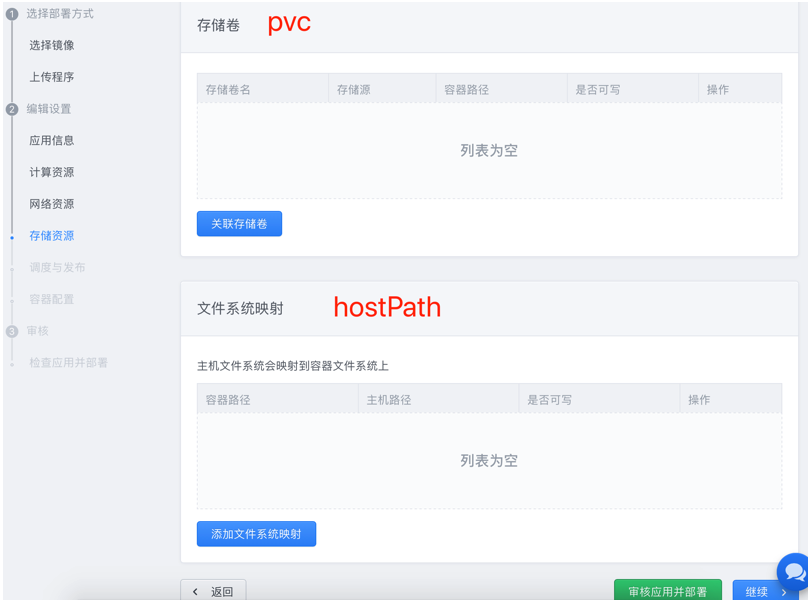 1 选择部署方式
选择镜像
上传程序
2 编辑设置
应用信息
计算资源
网络资源
存储资源
调度与发布
容器配置
3 审核
检查应用并部署
存储卷 pvc
存储卷名 存储源 容器路径 是否可写 操作
列表为空
关联存储卷
文件系统映射 hostPath
主机文件系统会映射到容器文件系统上
容器路径 主机路径 是否可写 操作
列表为空
添加文件系统映射
返回 审核应用并部署 继续